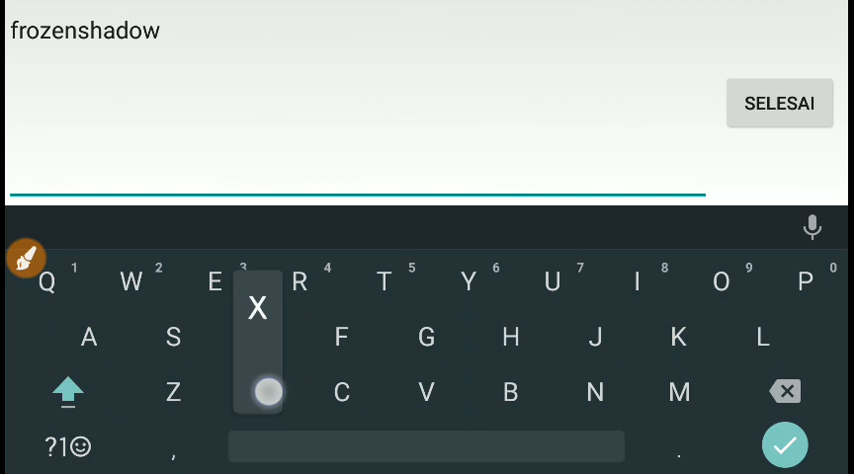 frozenshadow
SELESAI
Q 1 W 2 E 3 R 4 T 5 Y 6 U 7 I 8 O 9 P 0
X
A S F G H J K L
Z C V B N M
?1 , .